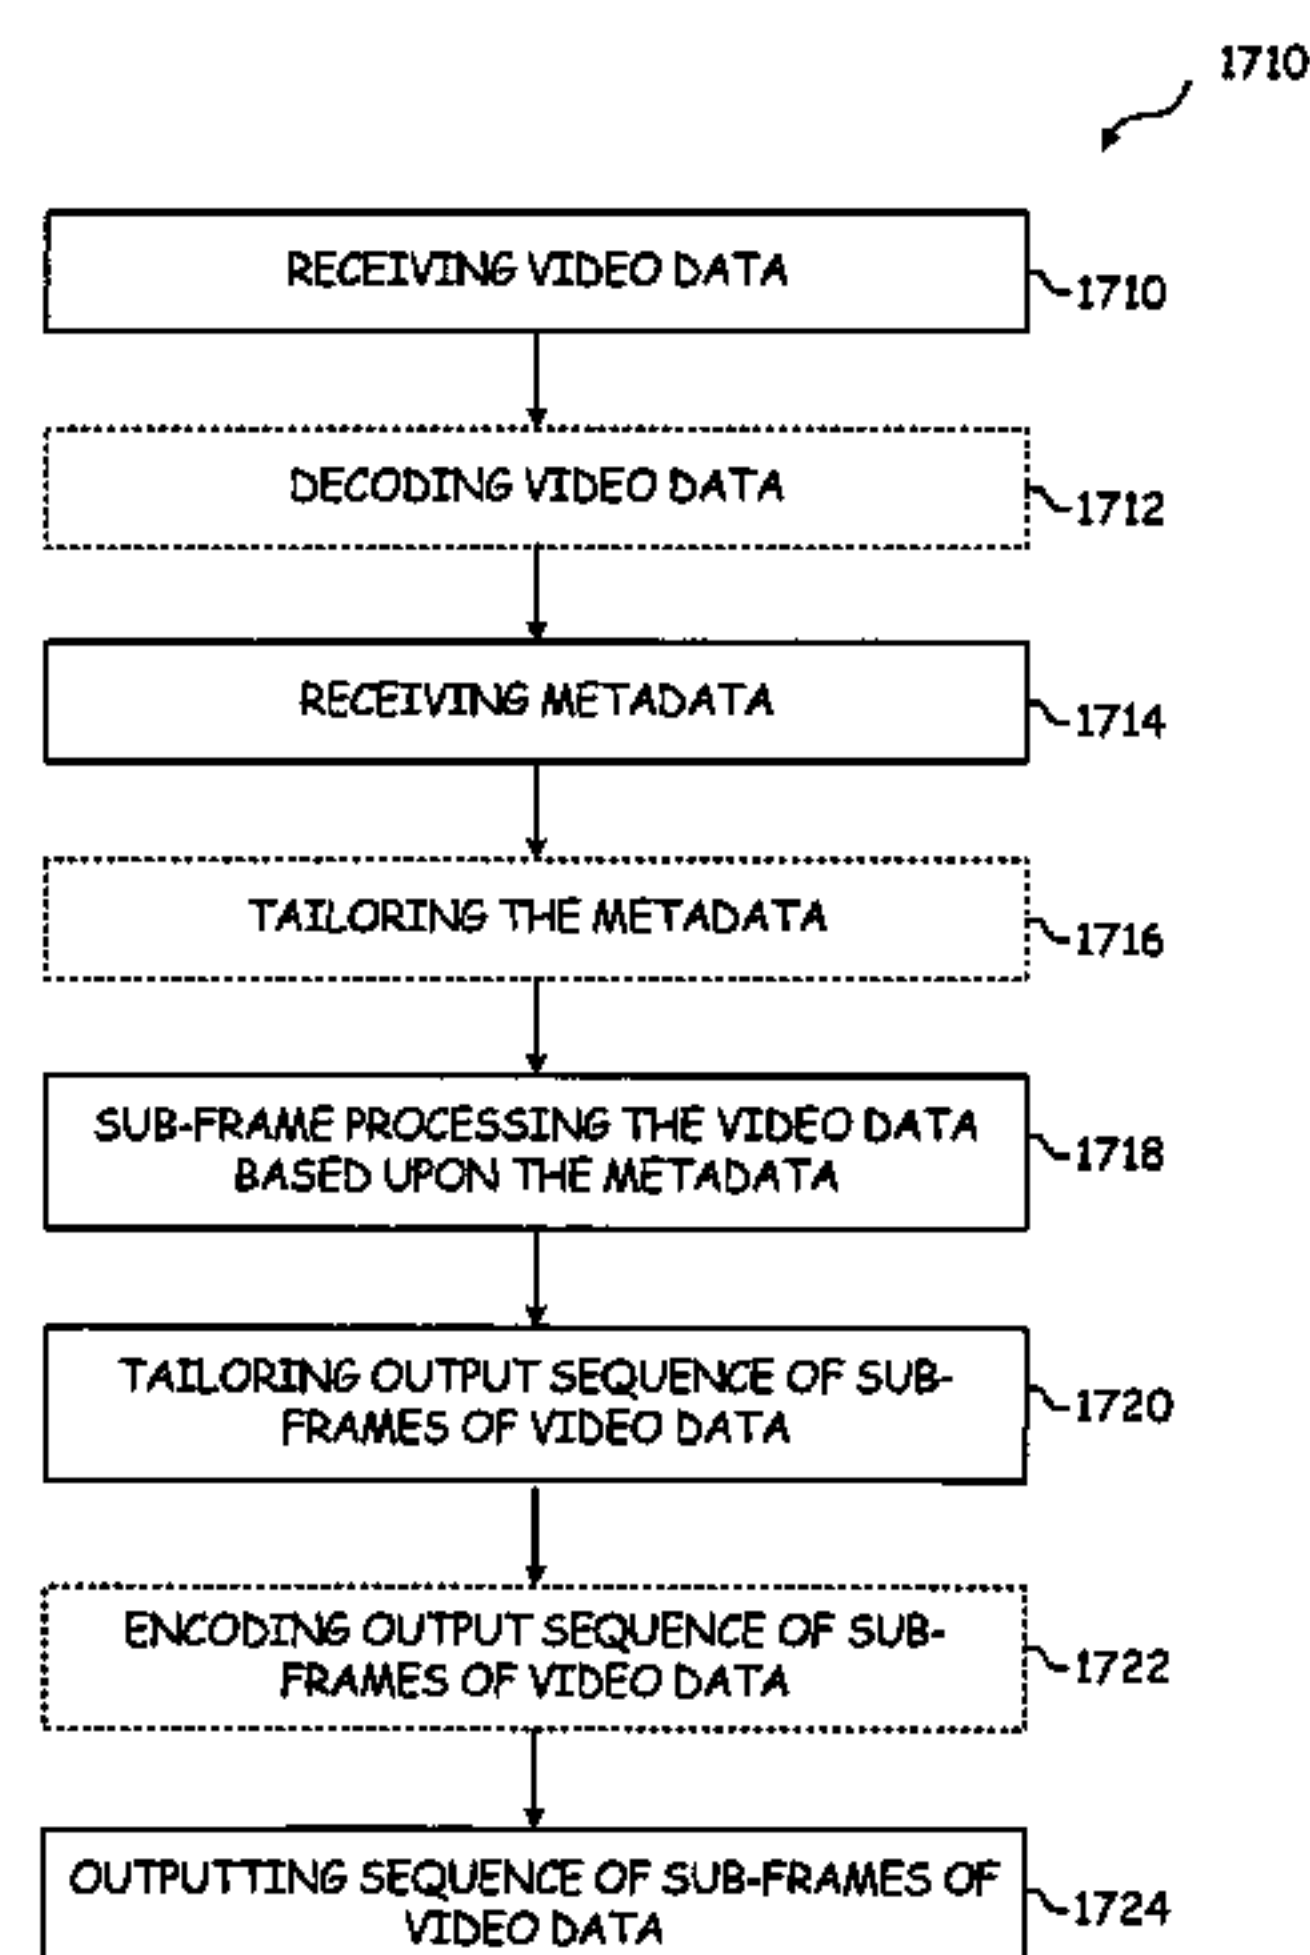 1710
RECEIVING VIDEO DATA
1710
DECODING VIDEO DATA
1712
RECEIVING METADATA
1714
TAILORING THE METADATA
1716
SUB-FRAME PROCESSING THE VIDEO DATA
BASED UPON THE METADATA
1718
TAILORING OUTPUT SEQUENCE OF SUB-
FRAMES OF VIDEO DATA
1720
ENCODING OUTPUT SEQUENCE OF SUB-
FRAMES OF VIDEO DATA
1722
OUTPUTTING SEQUENCE OF SUB-FRAMES OF
VIDEO DATA
1724